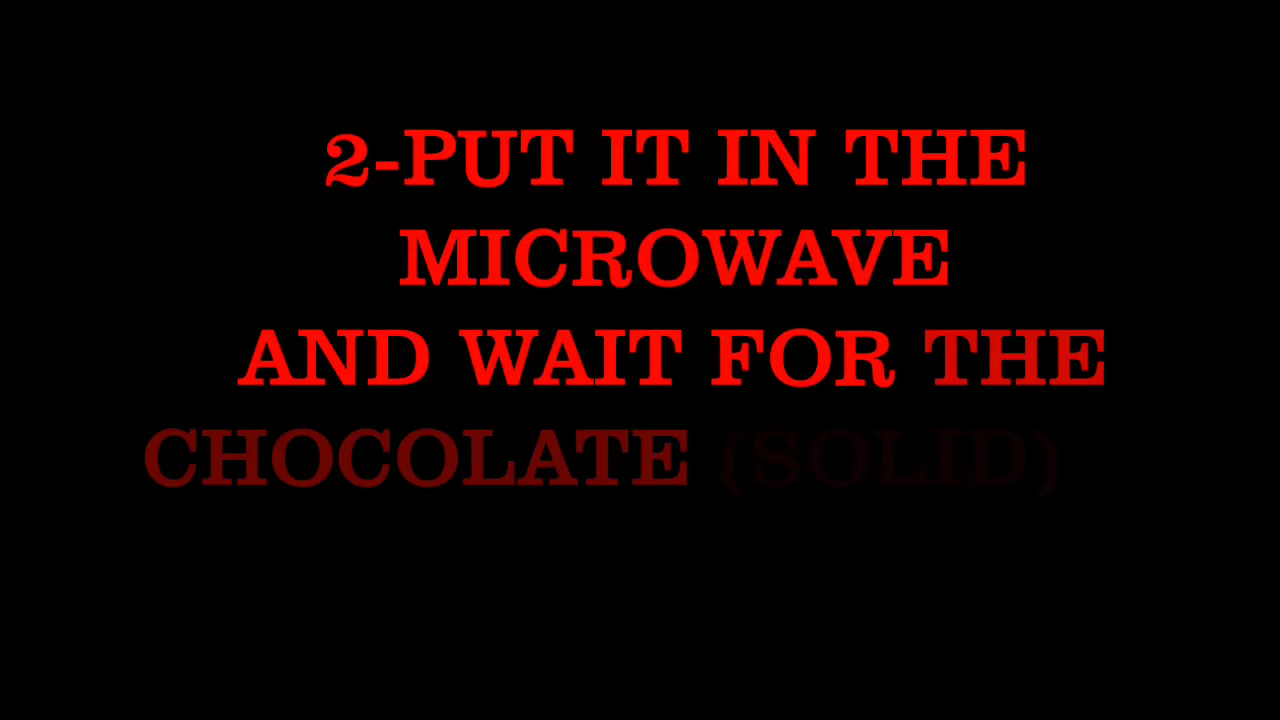 2-PUT IT IN THE
MICROWAVE
AND WAIT FOR THE
CHOCOLATE (SOLID)